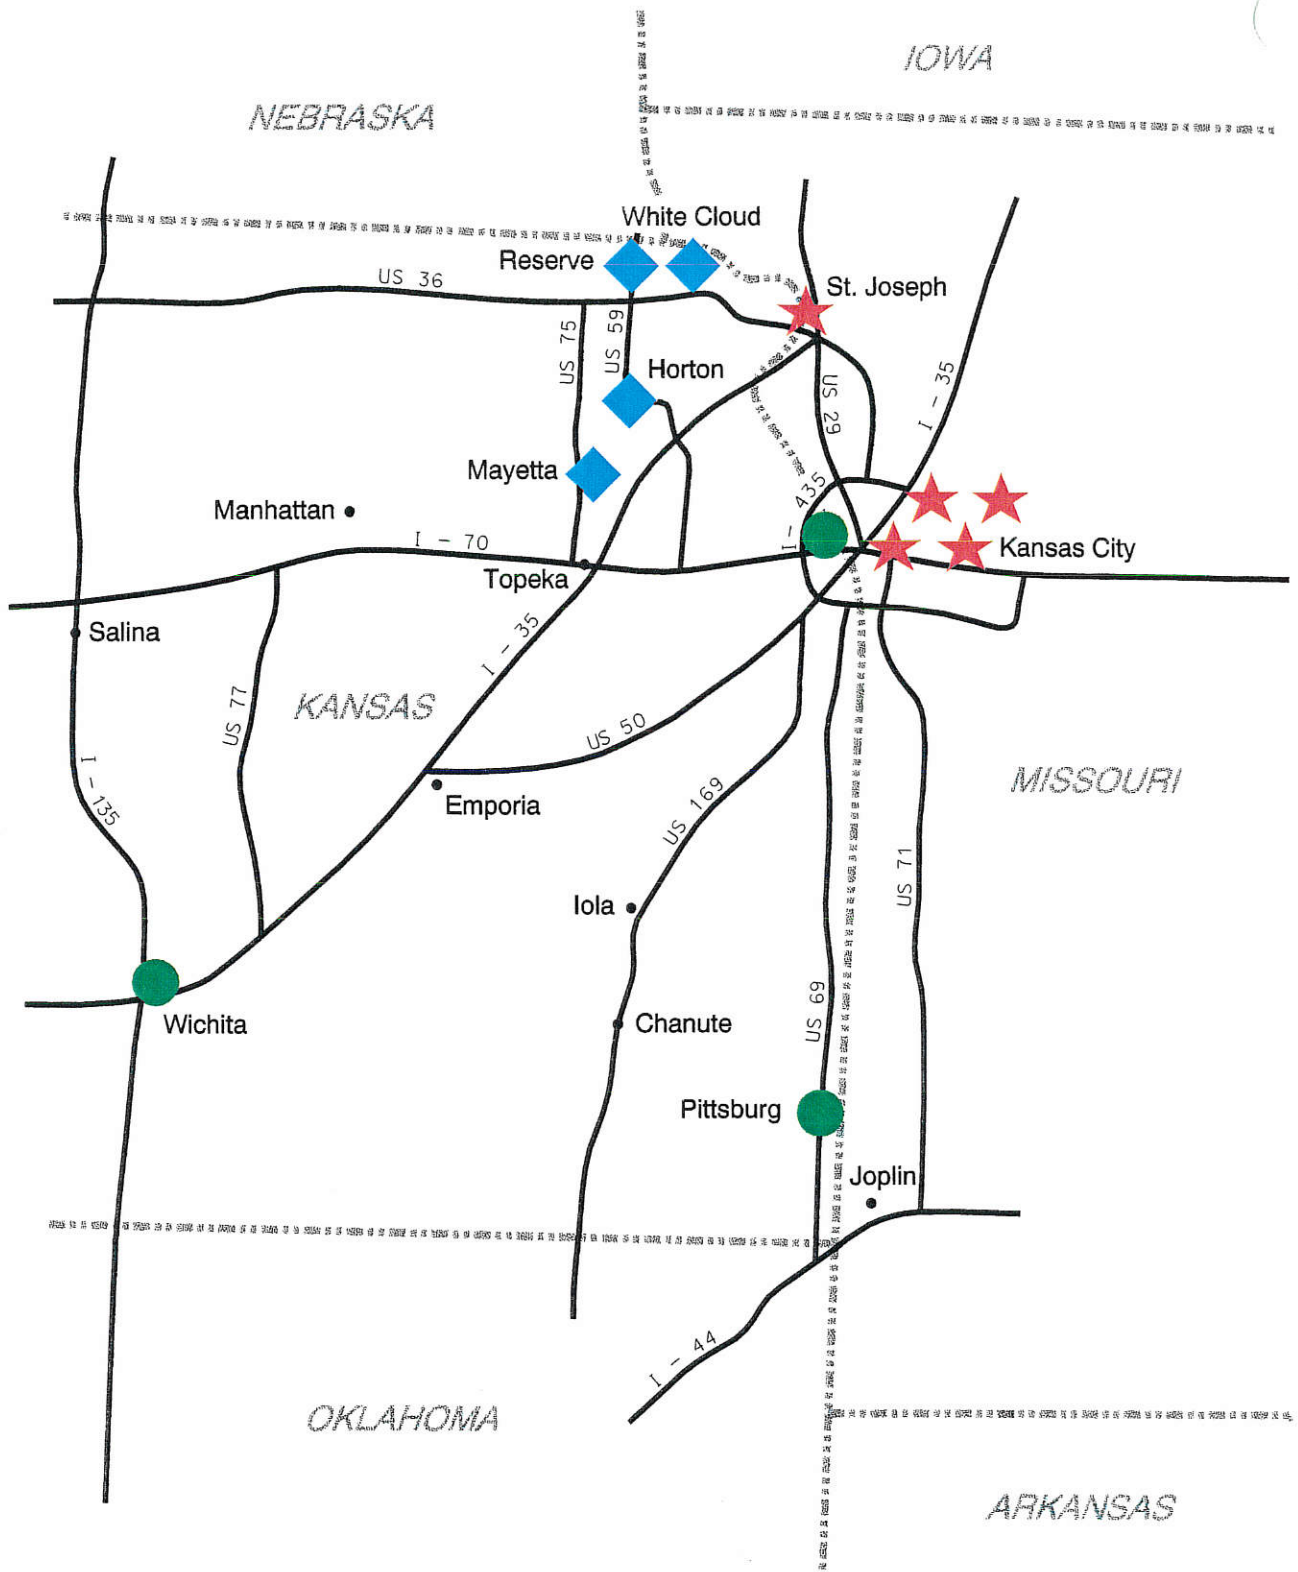 IOWA
NEBRASKA
White Cloud
Reserve
US 36
St. Joseph
US 75
US 59
Horton
US 29
I - 35
Mayetta
Manhattan
I - 435
I - 70
Topeka
Kansas City
Salina
I - 35
KANSAS
US 77
US 50
MISSOURI
I - 135
Emporia
US 169
US 71
Iola
Wichita
Chanute
US 69
Pittsburg
Joplin
I - 44
OKLAHOMA
ARKANSAS